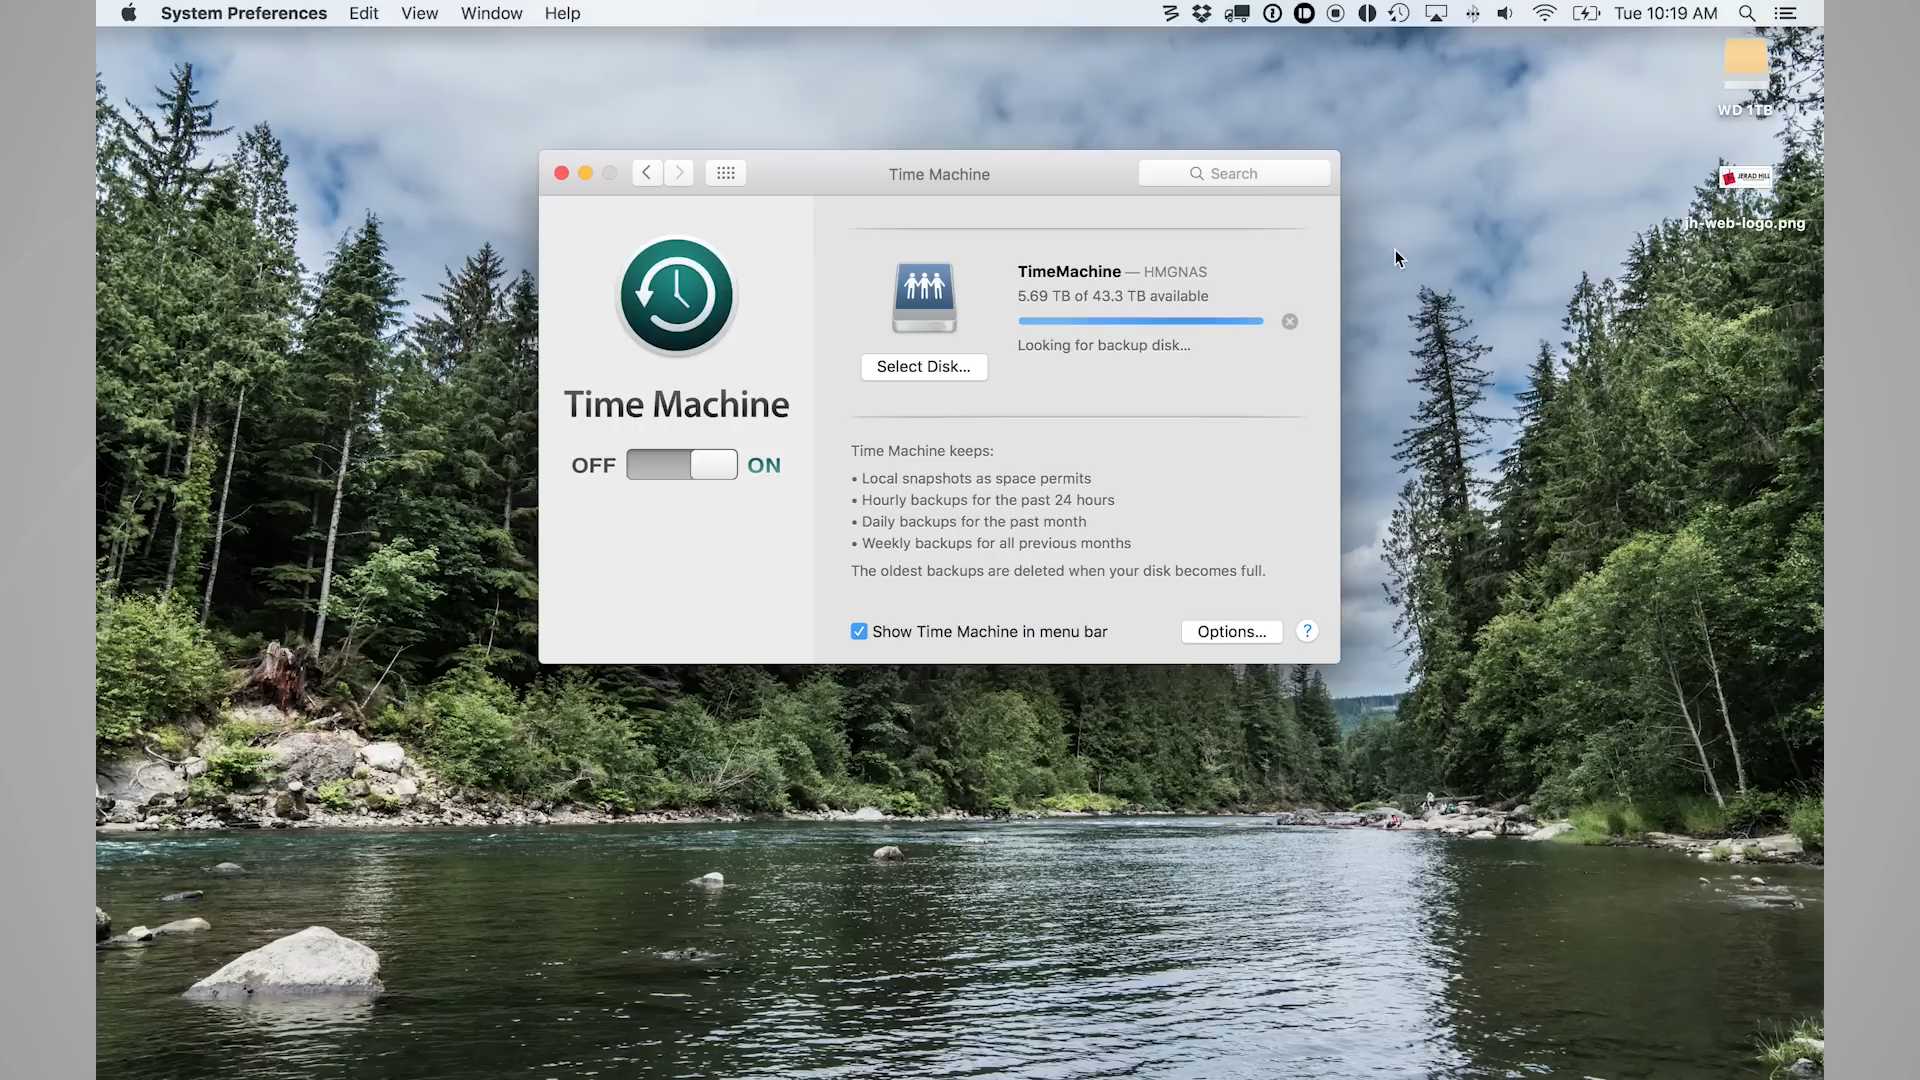 System Preferences Edit View Window Help
Tue 10:19 AM
WD 1TB
JERAD HILL
jh-web-logo.png
Time Machine
Search
TimeMachine — HMGNAS
5.69 TB of 43.3 TB available
Looking for backup disk...
Select Disk...
Time Machine
OFF ON
Time Machine keeps:
• Local snapshots as space permits
• Hourly backups for the past 24 hours
• Daily backups for the past month
• Weekly backups for all previous months
The oldest backups are deleted when your disk becomes full.
Show Time Machine in menu bar
Options...
?